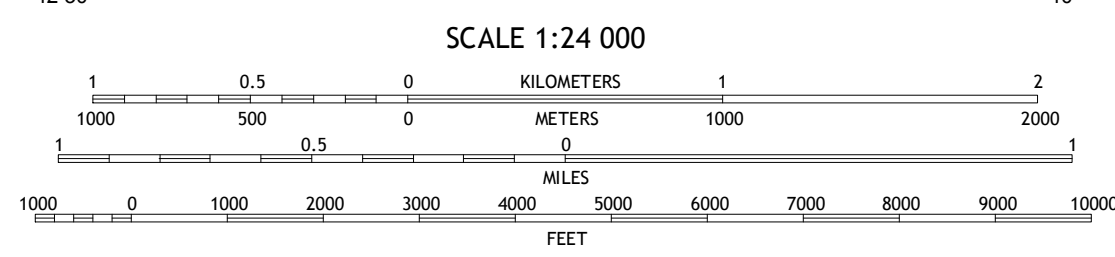 SCALE 1:24 000
1 0.5 0 KILOMETERS 1 2
1000 500 0 METERS 1000 2000
1 0.5 0 1
MILES
1000 0 1000 2000 3000 4000 5000 6000 7000 8000 9000 10000
FEET